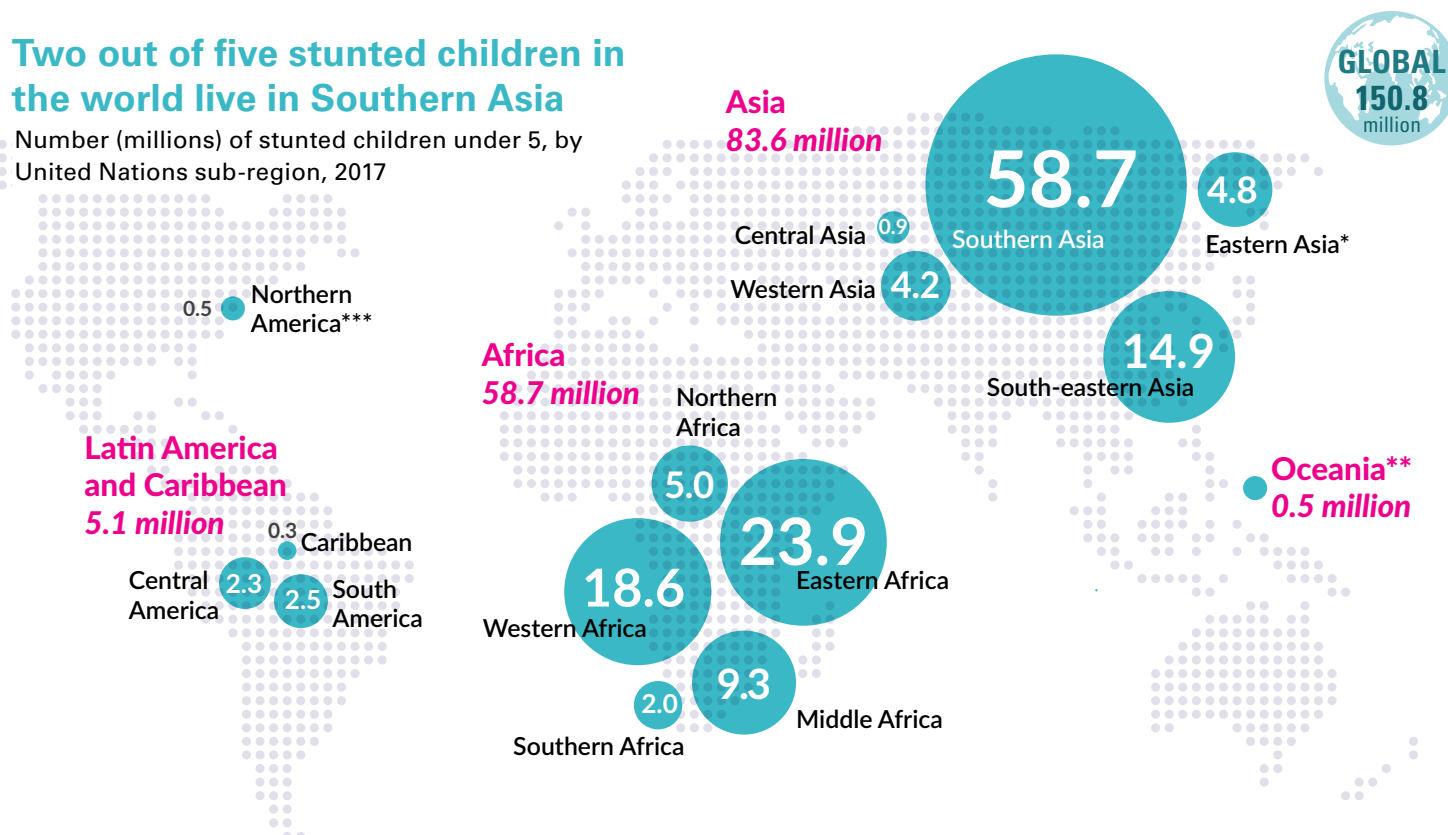 Two out of five stunted children in
the world live in Southern Asia
Number (millions) of stunted children under 5, by
United Nations sub-region, 2017
GLOBAL
150.8
million
Asia
83.6 million
58.7
Southern Asia
4.8
Eastern Asia*
Central Asia
0.9
Western Asia
4.2
14.9
South-eastern Asia
0.5
Northern
America***
Africa
58.7 million
Northern
Africa
5.0
23.9
Eastern Africa
18.6
Western Africa
9.3
Middle Africa
2.0
Southern Africa
Latin America
and Caribbean
5.1 million
0.3
Caribbean
Central
America
2.3
2.5
South
America
Oceania**
0.5 million